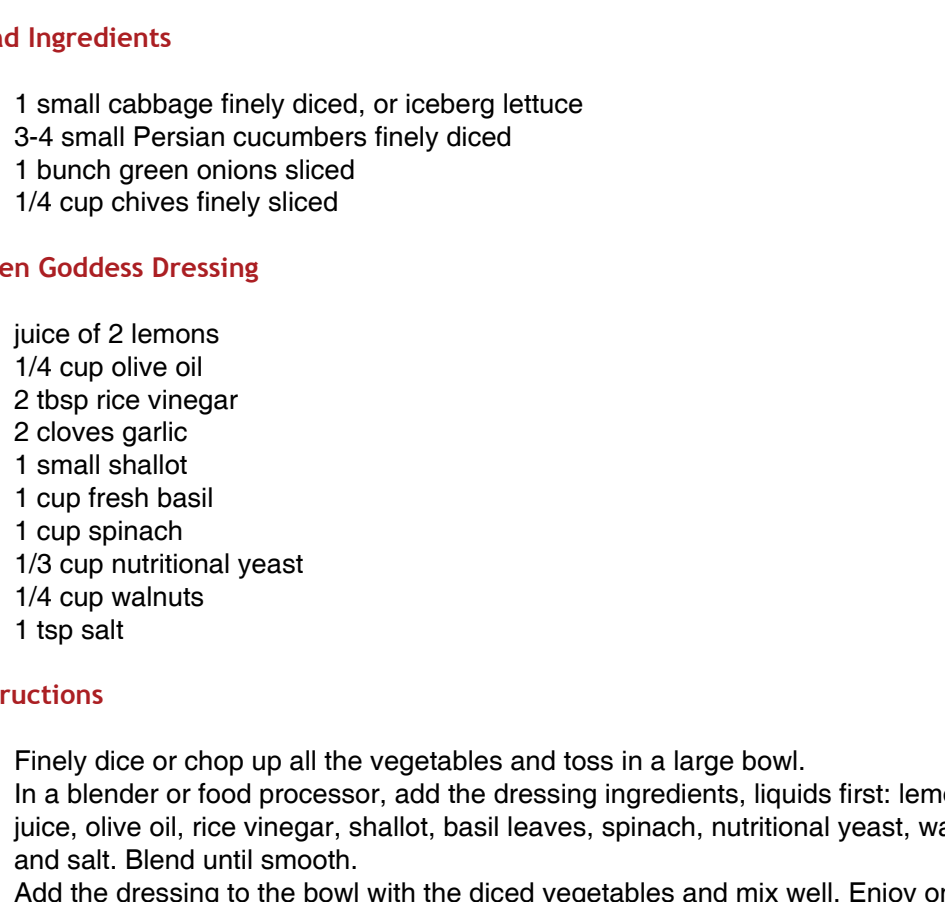 ad Ingredients
1 small cabbage finely diced, or iceberg lettuce
3-4 small Persian cucumbers finely diced
1 bunch green onions sliced
1/4 cup chives finely sliced
en Goddess Dressing
juice of 2 lemons
1/4 cup olive oil
2 tbsp rice vinegar
2 cloves garlic
1 small shallot
1 cup fresh basil
1 cup spinach
1/3 cup nutritional yeast
1/4 cup walnuts
1 tsp salt
ructions
Finely dice or chop up all the vegetables and toss in a large bowl.
In a blender or food processor, add the dressing ingredients, liquids first:
juice, olive oil, rice vinegar, shallot, basil leaves, spinach, nutritional yeast,
and salt. Blend until smooth.
Add the dressing to the bowl with the diced vegetables and mix well. Enjoy